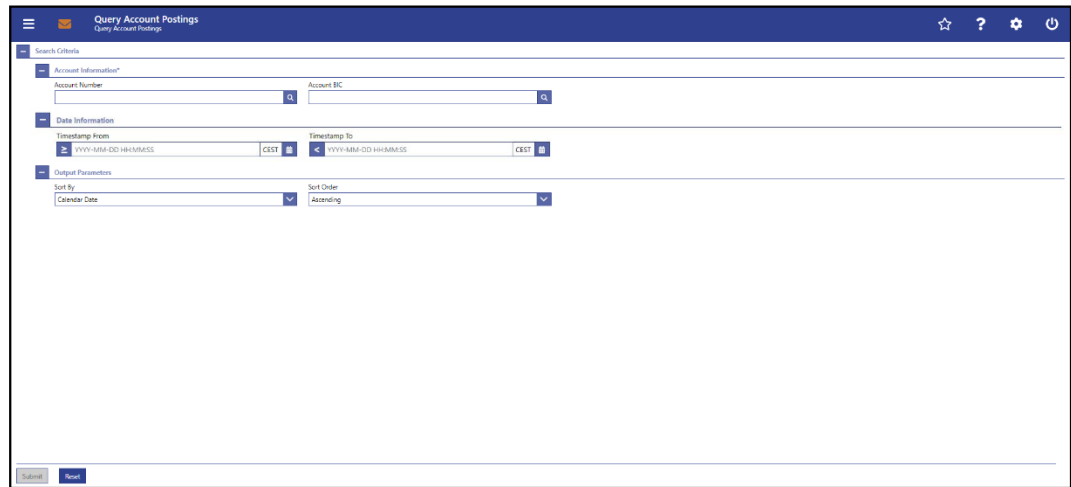 Query Account Postings
Query Account Postings
Search Criteria
Account Information*
Account Number Account BIC
Date Information
Timestamp From Timestamp To
≥ YYYY-MM-DD HH:MM:SS CEST < YYYY-MM-DD HH:MM:SS CEST
Output Parameters
Sort By Sort Order
Calendar Date Ascending
Submit Reset